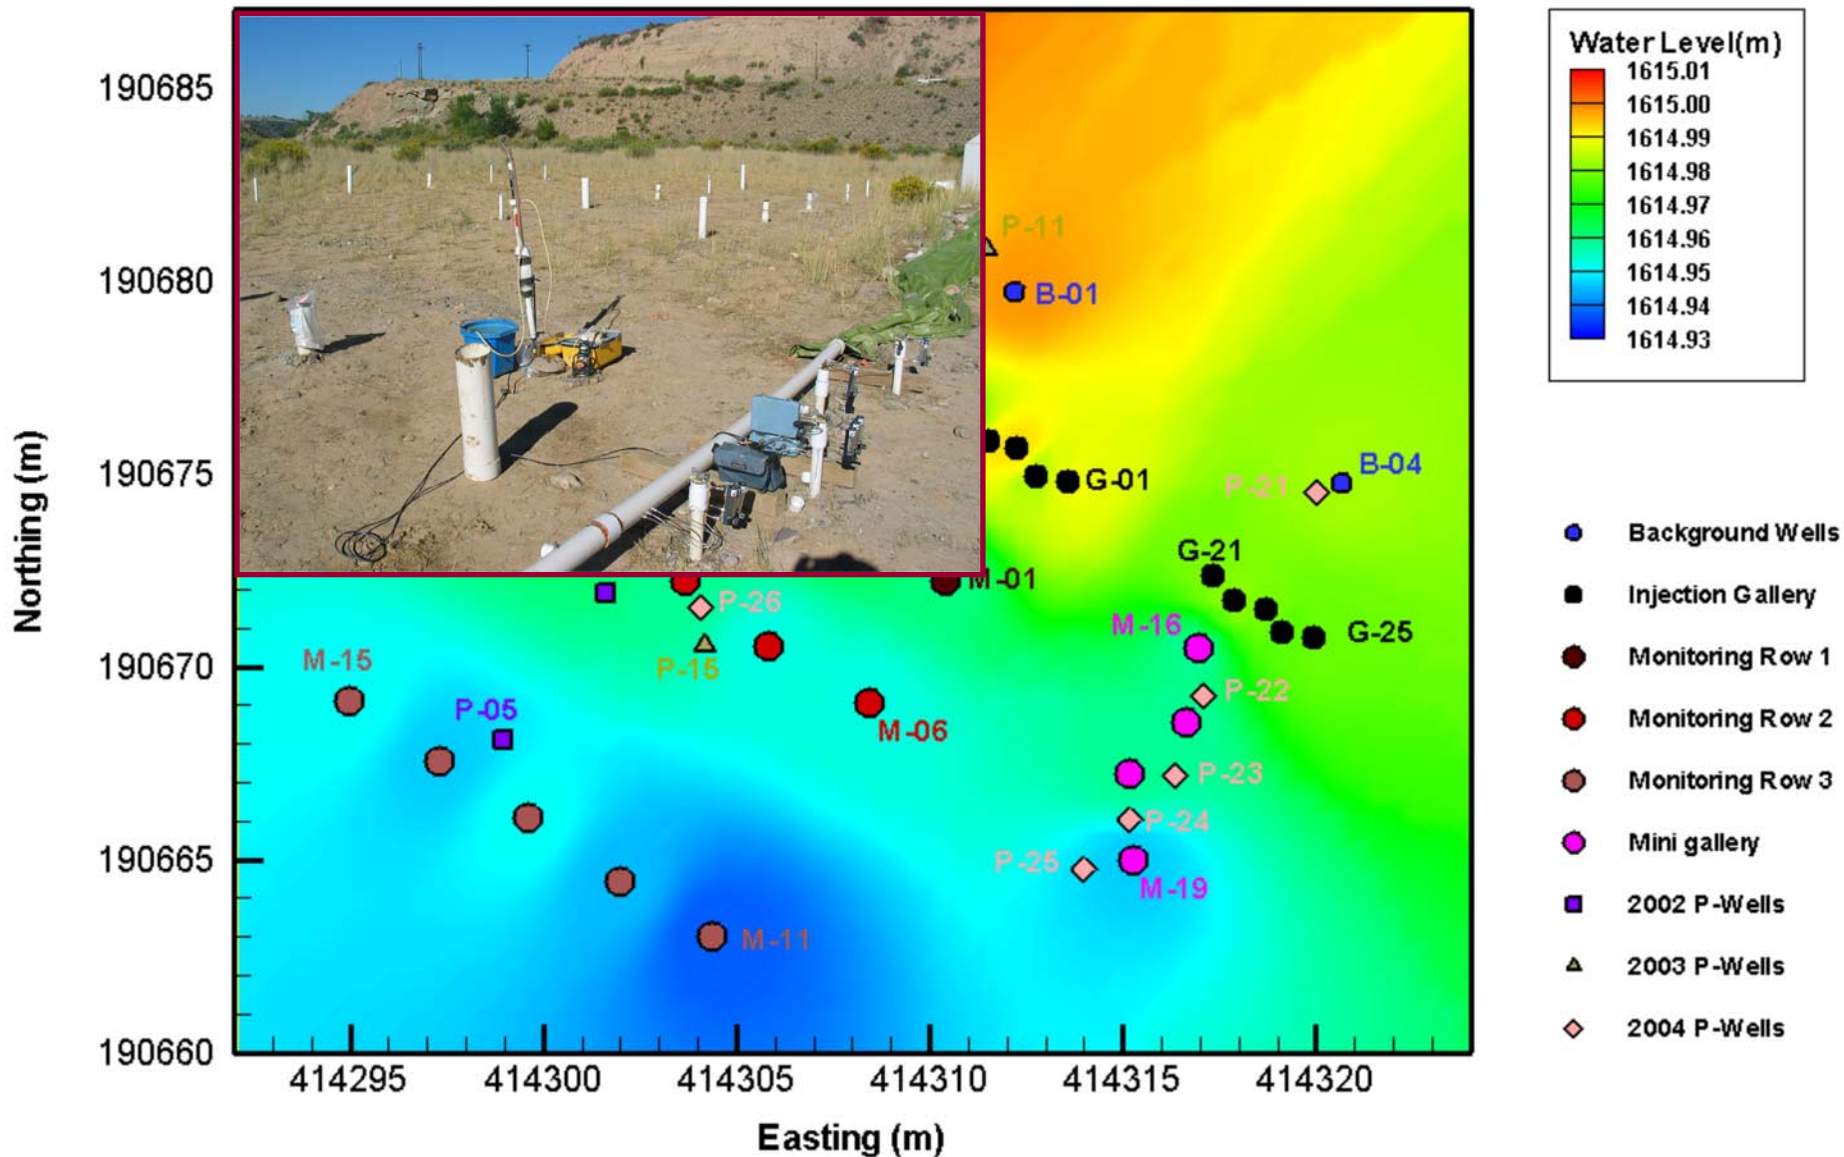 190685
190680
190675
190670
190665
190660
Northing (m)
P-11
B-01
G-01
B-04
P-21
G-21
M-01
P-26
M-16
G-25
M-15
P-15
P-22
P-05
M-06
P-23
P-24
P-25
M-19
M-11
414295
414300
414305
414310
414315
414320
Easting (m)
Water Level(m)
1615.01
1615.00
1614.99
1614.98
1614.97
1614.96
1614.95
1614.94
1614.93
Background Wells
Injection Gallery
Monitoring Row 1
Monitoring Row 2
Monitoring Row 3
Mini gallery
2002 P-Wells
2003 P-Wells
2004 P-Wells